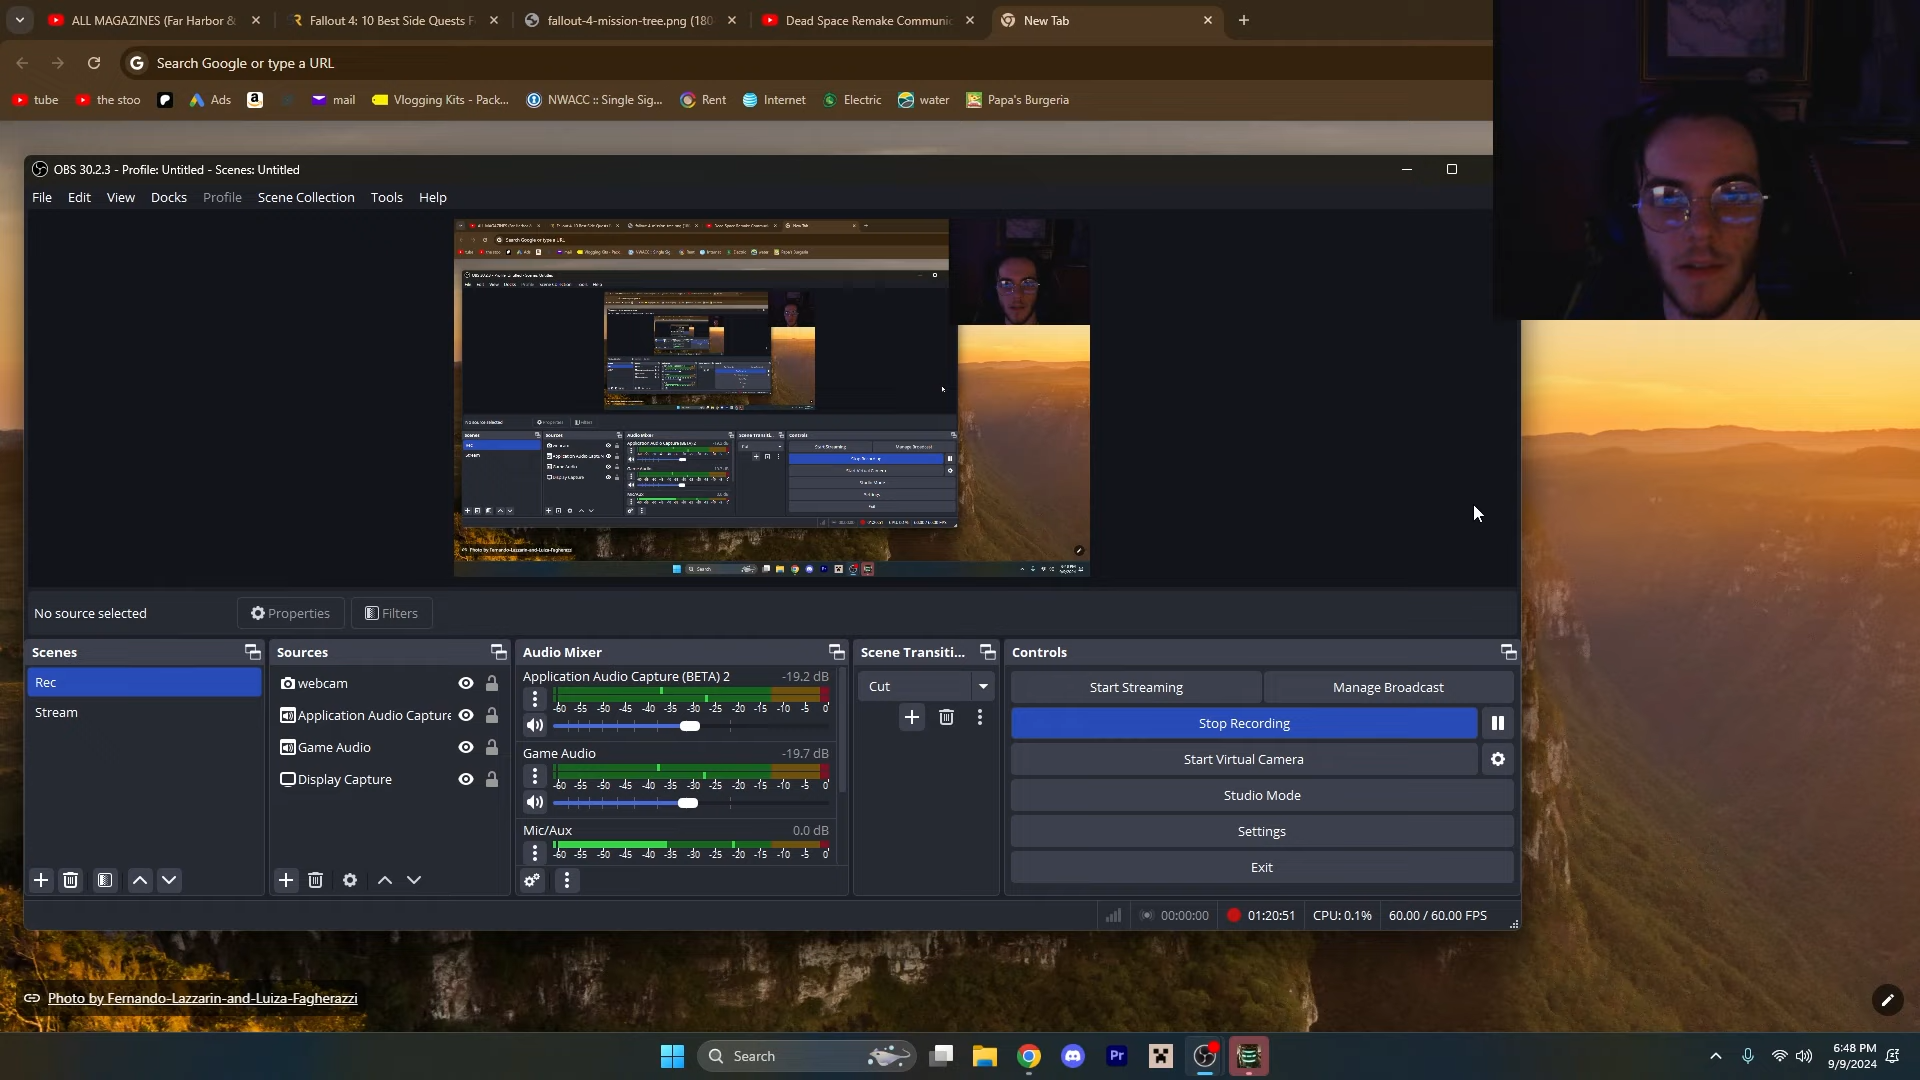 ALL MAGAZINES (Far Harbor &
Fallout 4: 10 Best Side Quests F
fallout-4-mission-tree.png (180
Dead Space Remake Communic
New Tab
Search Google or type a URL
tube
the stoo
Ads
mail
Vlogging Kits - Pack...
NWACC :: Single Sig...
Rent
Internet
Electric
water
Papa's Burgeria
OBS 30.2.3 - Profile: Untitled - Scenes: Untitled
File Edit View Docks Profile Scene Collection Tools Help
No source selected
Properties
Filters
Scenes
Rec
Stream
Sources
webcam
Application Audio Capture
Game Audio
Display Capture
Audio Mixer
Application Audio Capture (BETA) 2 -19.2 dB
-60 -55 -50 -45 -40 -35 -30 -25 -20 -15 -10 -5 0
Game Audio -19.7 dB
-60 -55 -50 -45 -40 -35 -30 -25 -20 -15 -10 -5 0
Mic/Aux 0.0 dB
-60 -55 -50 -45 -40 -35 -30 -25 -20 -15 -10 -5 0
Scene Transiti...
Cut
Controls
Start Streaming
Manage Broadcast
Stop Recording
Start Virtual Camera
Studio Mode
Settings
Exit
00:00:00
01:20:51
CPU: 0.1%
60.00 / 60.00 FPS
Photo by Fernando-Lazzarin-and-Luiza-Fagherazzi
Search
Pr
6:48 PM
9/9/2024